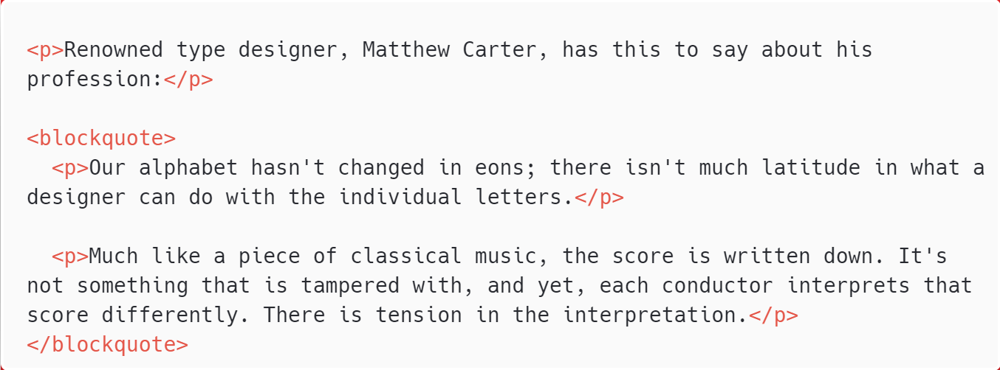 <p>Renowned type designer, Matthew Carter, has this to say about his
profession:</p>
<blockquote>
<p>Our alphabet hasn't changed in eons; there isn't much latitude in what a
designer can do with the individual letters.</p>
<p>Much like a piece of classical music, the score is written down. It's
not something that is tampered with, and yet, each conductor interprets that
score differently. There is tension in the interpretation.</p>
</blockquote>